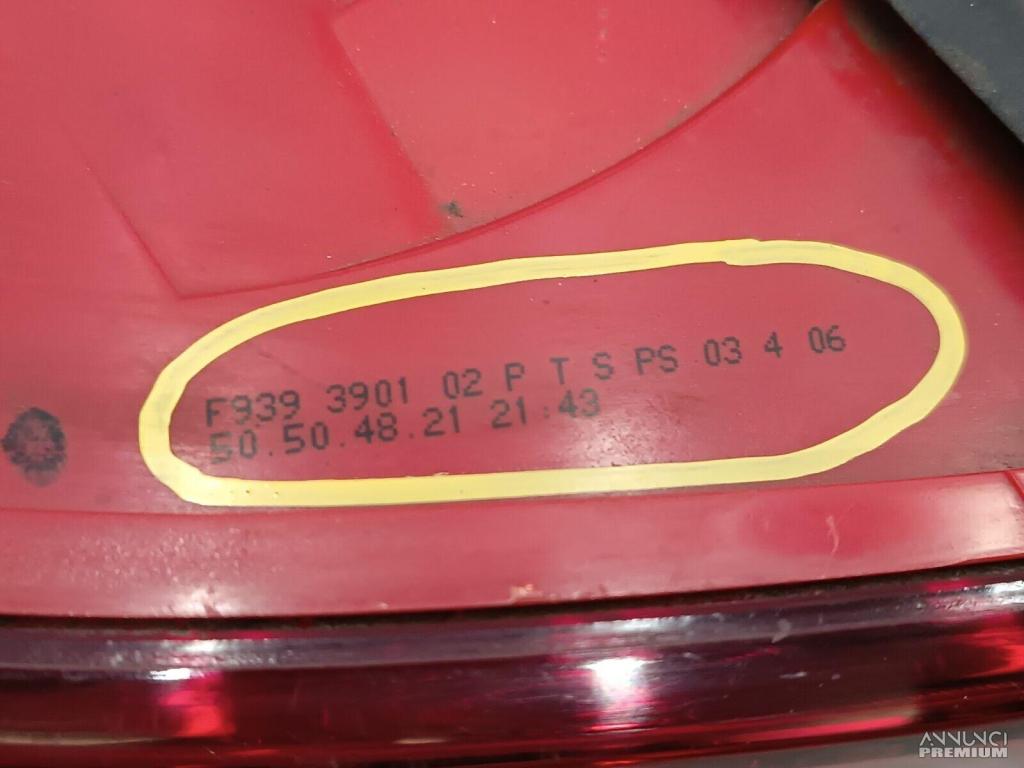 F939 3901 02 P T S PS 03 4 06
50.50.48.21 21:43
ANNUNCI
PREMIUM